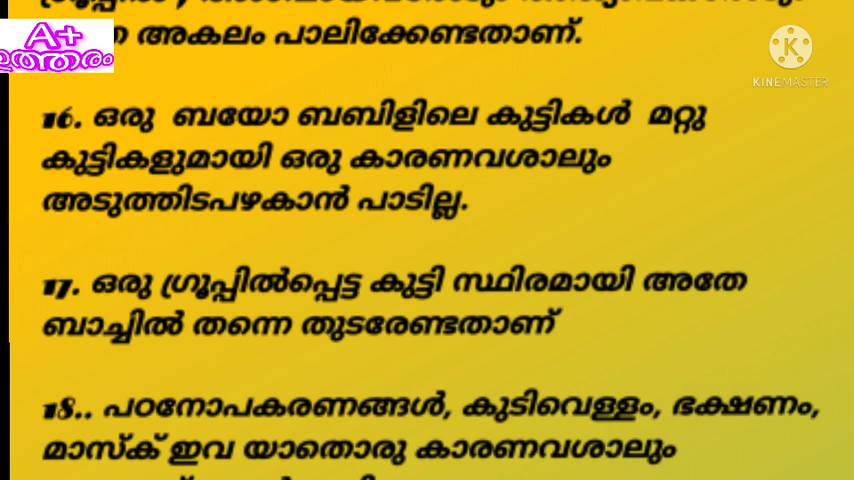 A+
ഉത്തരം
K
KINEMASTER
അകലം പാലിക്കേണ്ടതാണ്.
16. ഒരു ബയോ ബബിളിലെ കുട്ടികൾ മറ്റു
കുട്ടികളുമായി ഒരു കാരണവശാലും
അടുത്തിടപഴകാൻ പാടില്ല.
17. ഒരു ഗ്രൂപ്പിൽപ്പെട്ട കുട്ടി സ്ഥിരമായി അതേ
ബാച്ചിൽ തന്നെ തുടരേണ്ടതാണ്
18.. പഠനോപകരണങ്ങൾ, കുടിവെള്ളം, ഭക്ഷണം,
മാസ്ക് ഇവ യാതൊരു കാരണവശാലും